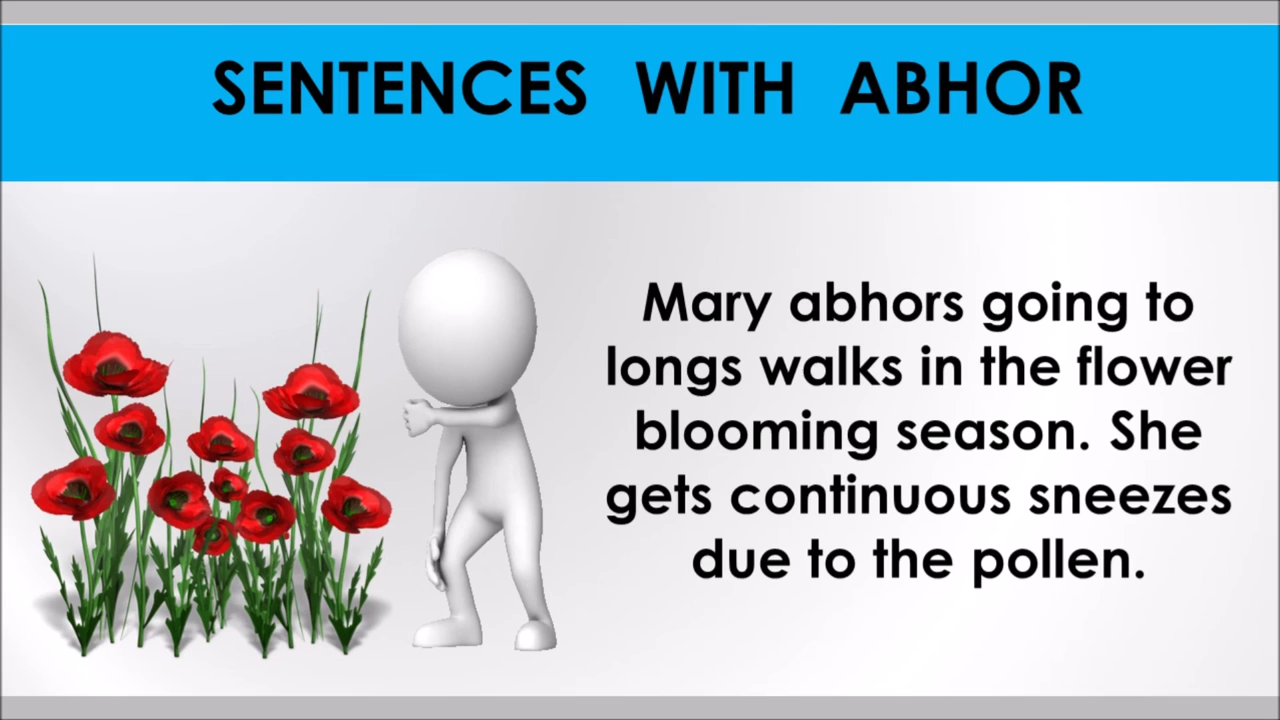 SENTENCES WITH ABHOR
Mary abhors going to
longs walks in the flower
blooming season. She
gets continuous sneezes
due to the pollen.